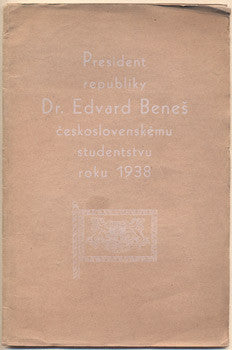 President
republiky
Dr. Edvard Beneš
československému
studentstvu
roku 1938